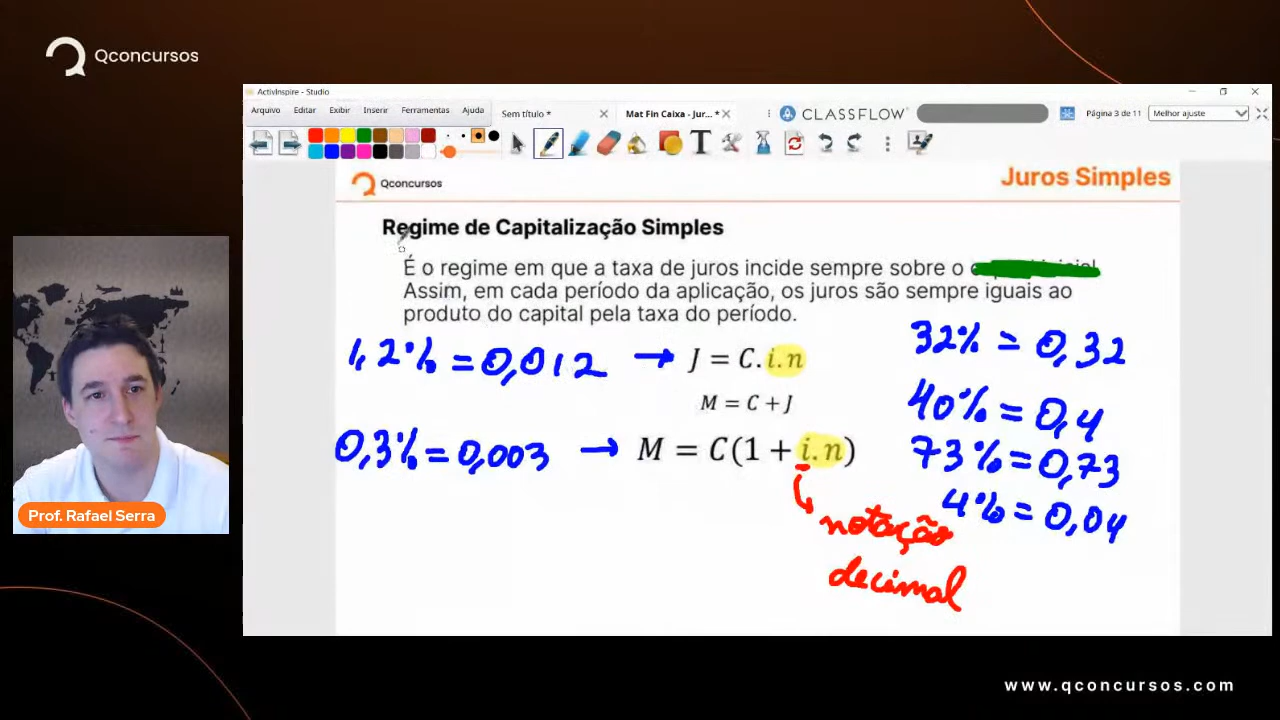 Qconcursos
ActivInspire - Studio
Arquivo Editar Exibir Inserir Ferramentas Ajuda
Sem título *
Mat Fin Caixa - Jur... *
CLASSFLOW
Página 3 de 11
Melhor ajuste
Qconcursos
Juros Simples
Regime de Capitalização Simples
É o regime em que a taxa de juros incide sempre sobre o
Assim, em cada período da aplicação, os juros são sempre iguais ao
produto do capital pela taxa do período.
1,2% = 0,012 → J = C.i.n
32% = 0,32
M = C + J
40% = 0,4
0,3% = 0,003 → M = C(1 + i.n)
73% = 0,73
4% = 0,04
notação
decimal
Prof. Rafael Serra
www.qconcursos.com